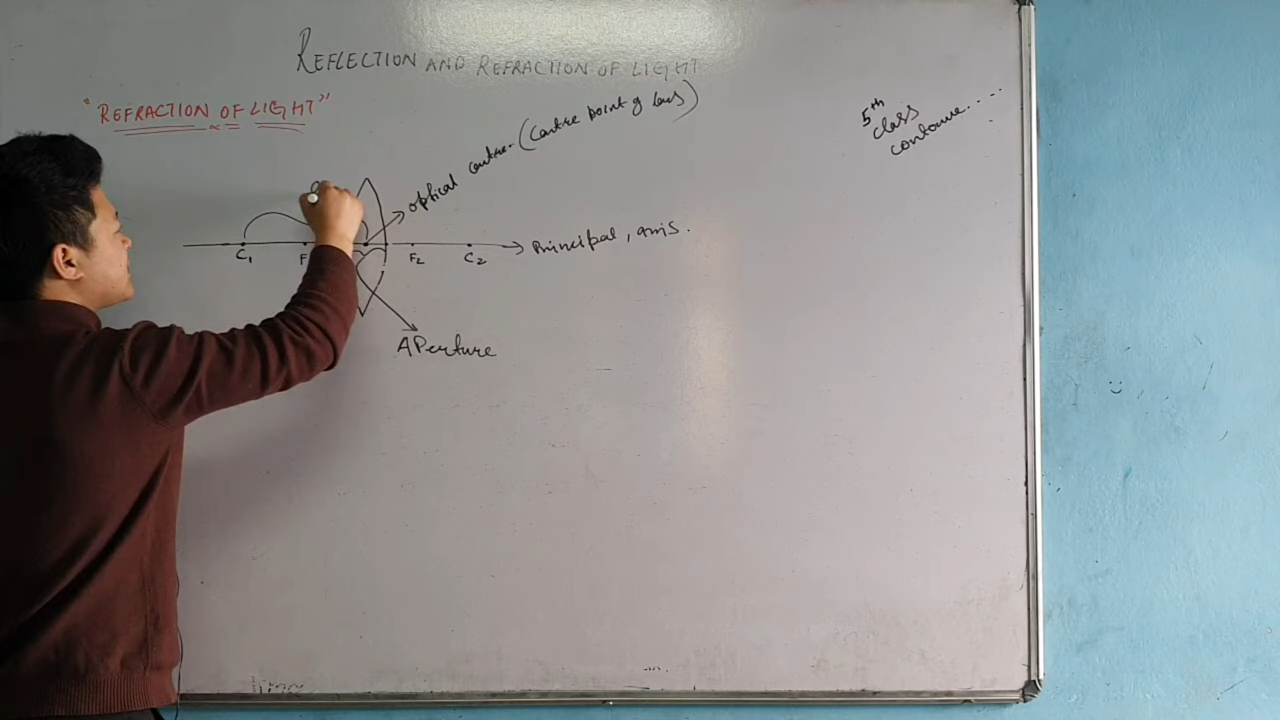 REFLECTION AND REFRACTION OF LIGHT
"REFRACTION OF LIGHT"
5th
class
continue....
optical centre. (Centre point of lens)
Principal, axis.
C1 F F2 C2
APerture